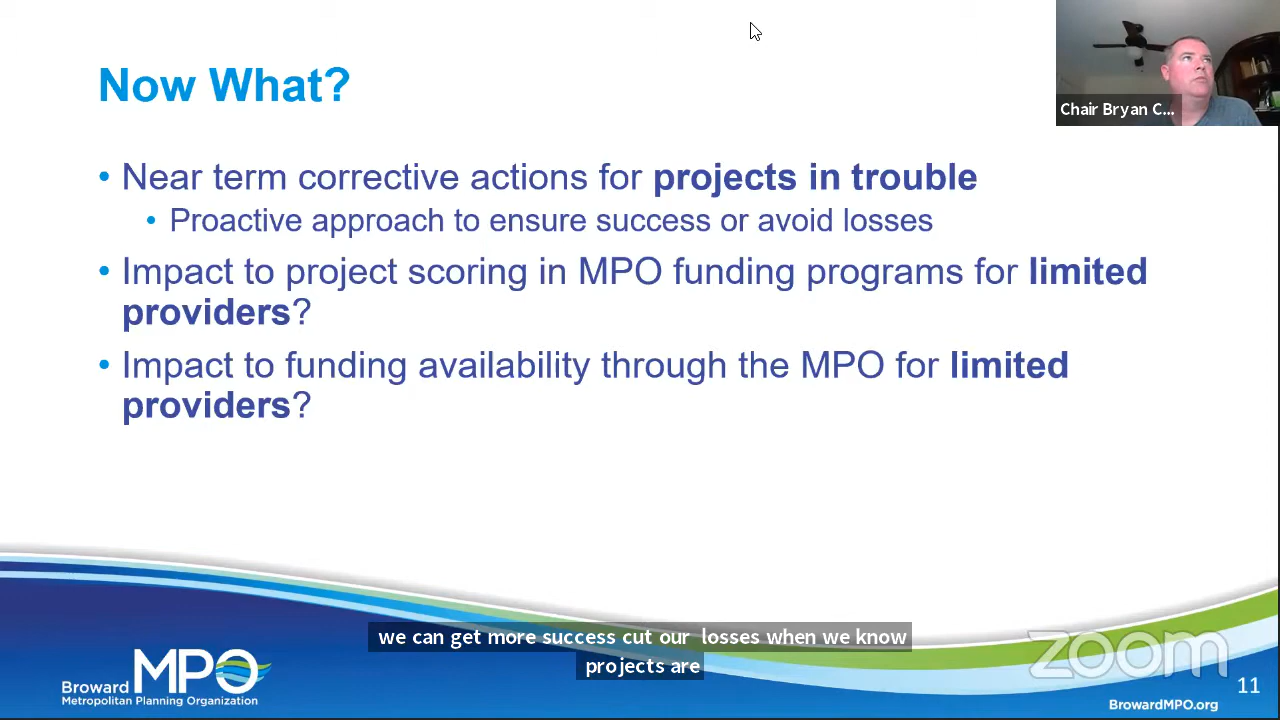 Now What?
Chair Bryan C...
• Near term corrective actions for projects in trouble
• Proactive approach to ensure success or avoid losses
• Impact to project scoring in MPO funding programs for limited
providers?
• Impact to funding availability through the MPO for limited
providers?
we can get more success cut our losses when we know
projects are
zoom
Broward MPO
Metropolitan Planning Organization
11
BrowardMPO.org